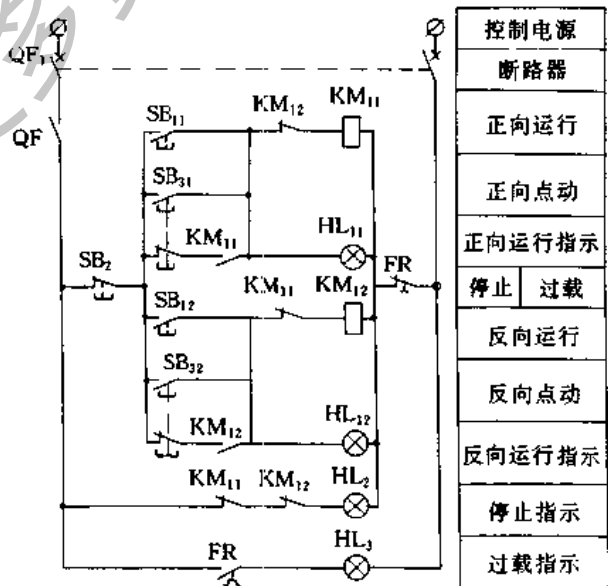 控制电源
QF₁
断路器
QF
SB₁₁
KM₁₂
KM₁₁
正向运行
SB₃₁
正向点动
KM₁₁
HL₁₁
正向运行指示
SB₂
FR
停止
过载
SB₁₂
KM₁₁
KM₁₂
反向运行
SB₃₂
反向点动
KM₁₂
HL₁₂
反向运行指示
KM₁₁
KM₁₂
HL₂
停止指示
FR
HL₃
过载指示